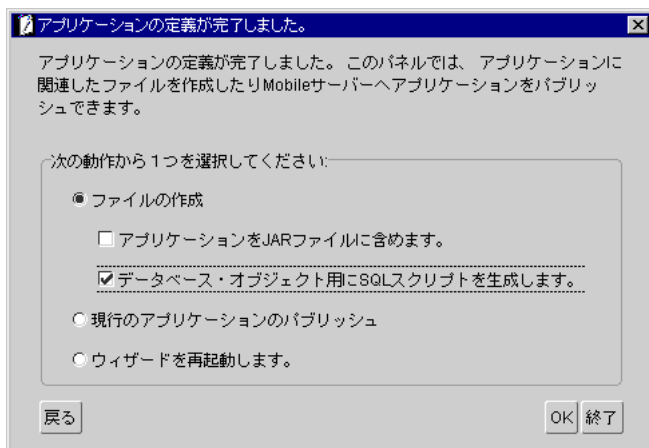 アプリケーションの定義が完了しました。
アプリケーションの定義が完了しました。 このパネルでは、 アプリケーションに
関連したファイルを作成したりMobileサーバーへアプリケーションをパブリッ
シュできます。
次の動作から１つを選択してください:
ファイルの作成
アプリケーションをJARファイルに含めます。
データベース・オブジェクト用にSQLスクリプトを生成します。
現行のアプリケーションのパブリッシュ
ウィザードを再起動します。
戻る OK 終了